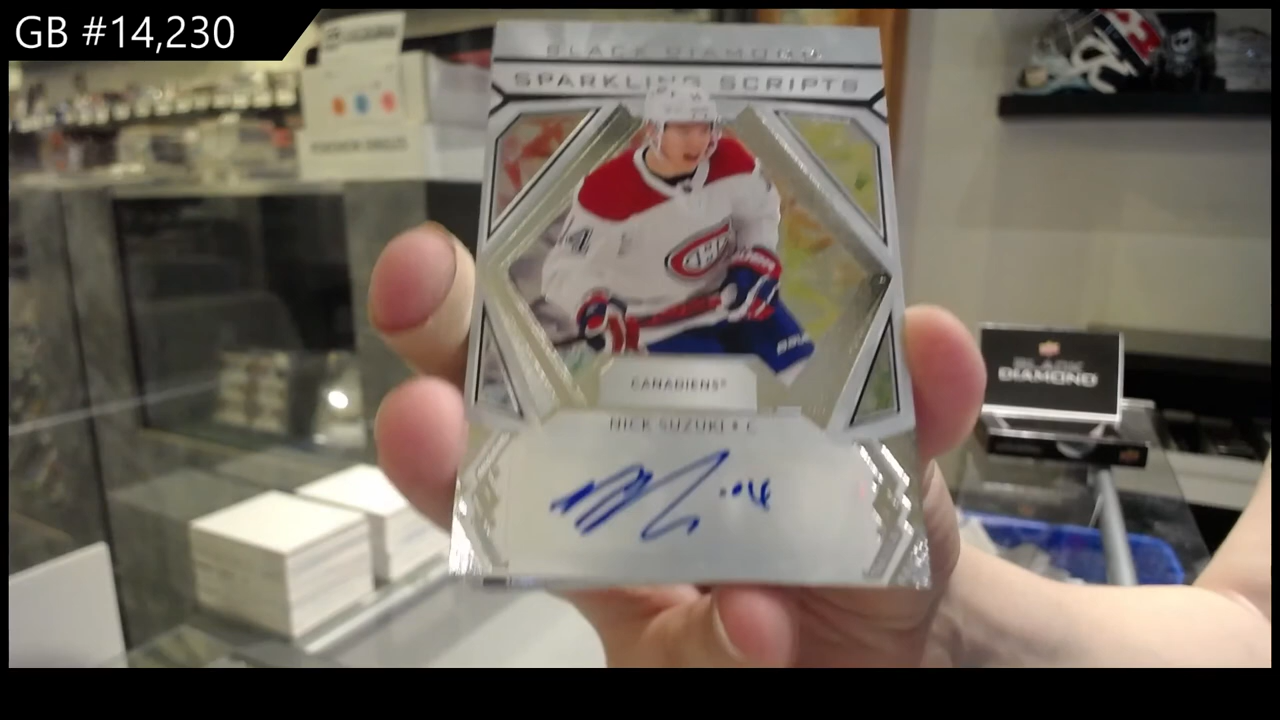 GB #14,230
BLACK DIAMOND
SPARKLING SCRIPTS
CANADIENS
NICK SUZUKI • C
BLACK
DIAMOND